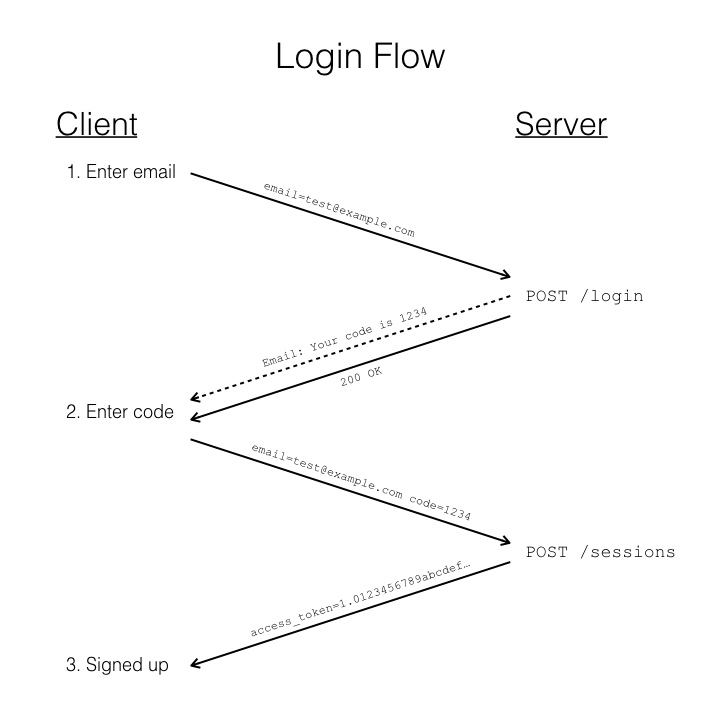 Login Flow
Client
Server
1. Enter email
email=test@example.com
POST /login
Email: Your code is 1234
200 OK
2. Enter code
email=test@example.com code=1234
POST /sessions
access_token=1.0123456789abcdef…
3. Signed up